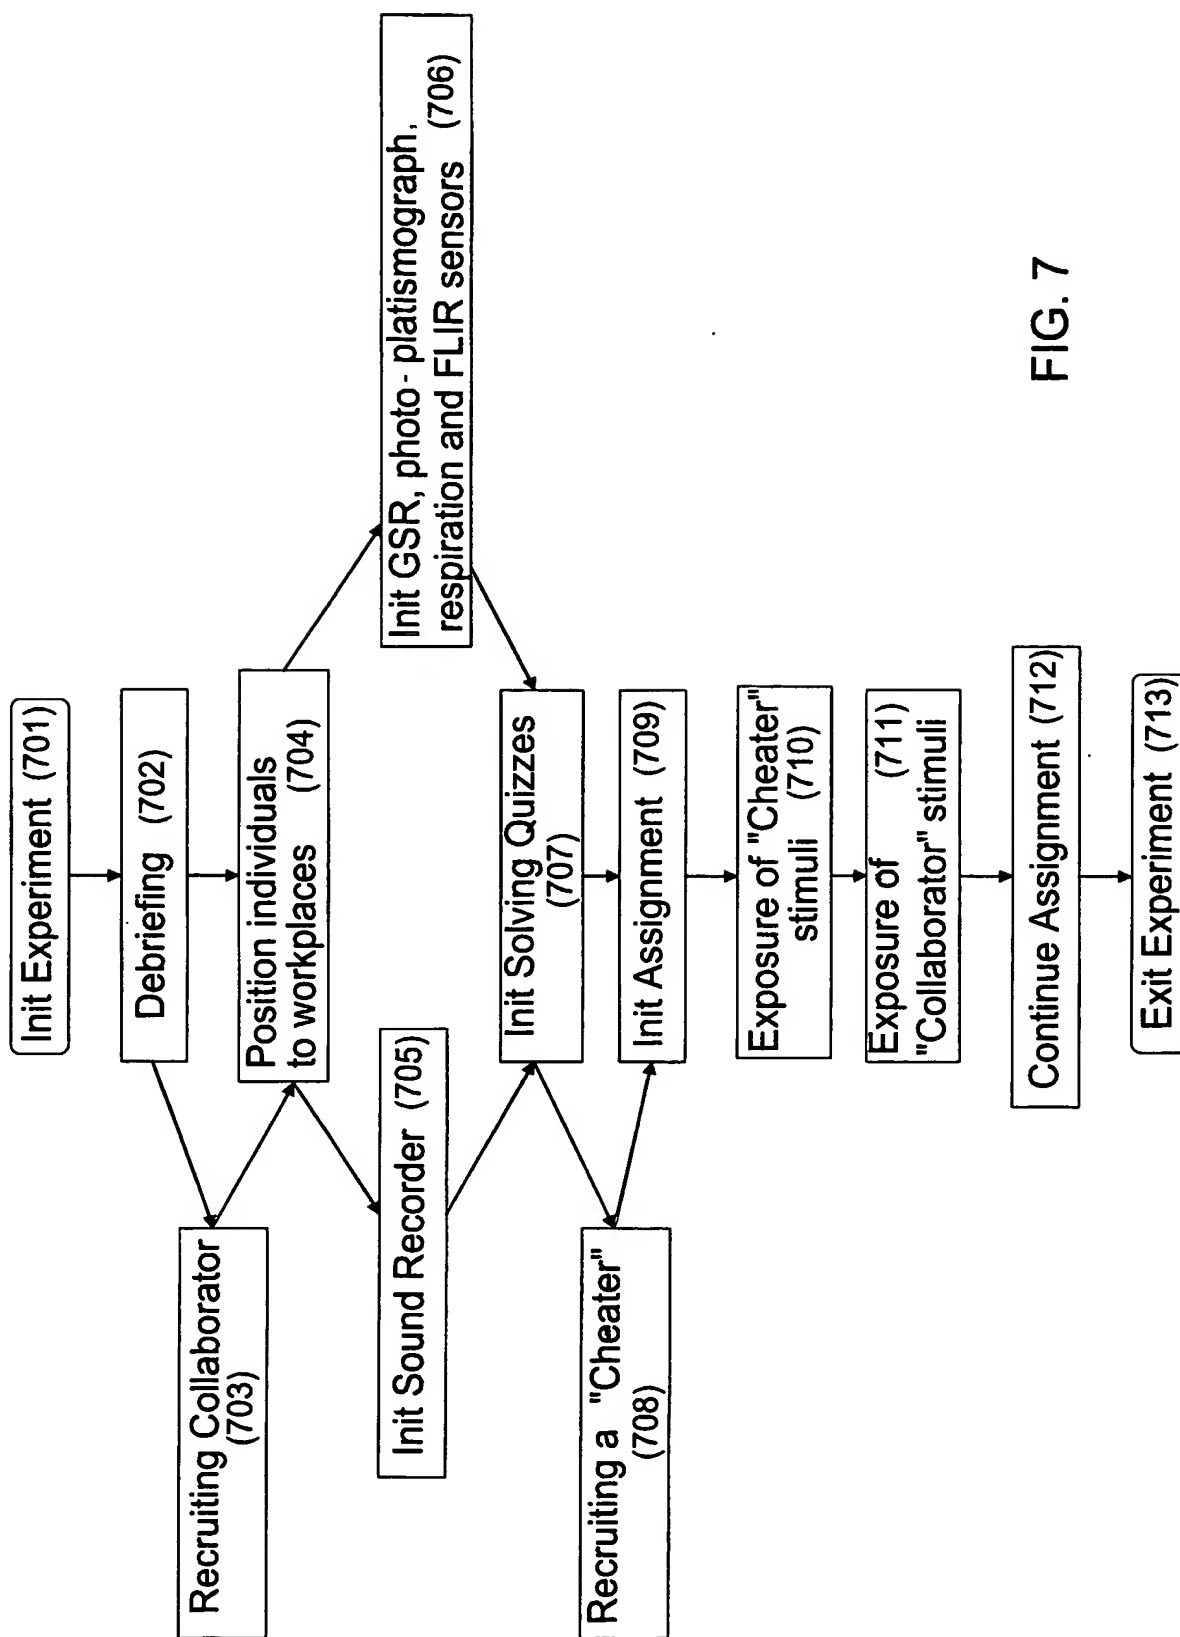 Init Experiment (701)
Debriefing (702)
Recruiting Collaborator
(703)
Position individuals
to workplaces (704)
Init Sound Recorder (705)
Init GSR, photo- platismograph,
respiration and FLIR sensors (706)
Init Solving Quizzes
(707)
Recruiting a "Cheater"
(708)
Init Assignment (709)
Exposure of "Cheater"
stimuli (710)
Exposure of (711)
"Collaborator" stimuli
Continue Assignment (712)
Exit Experiment (713)
FIG. 7